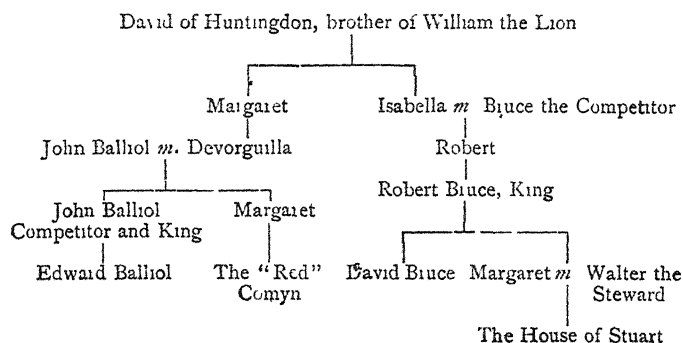 David of Huntingdon, brother of William the Lion
Margaret Isabella m Bruce the Competitor
John Balliol m. Devorguilla Robert
Robert Bruce, King
John Balliol Margaret
Competitor and King
Edward Balliol The "Red" David Bruce Margaret m Walter the
Comyn Steward
The House of Stuart